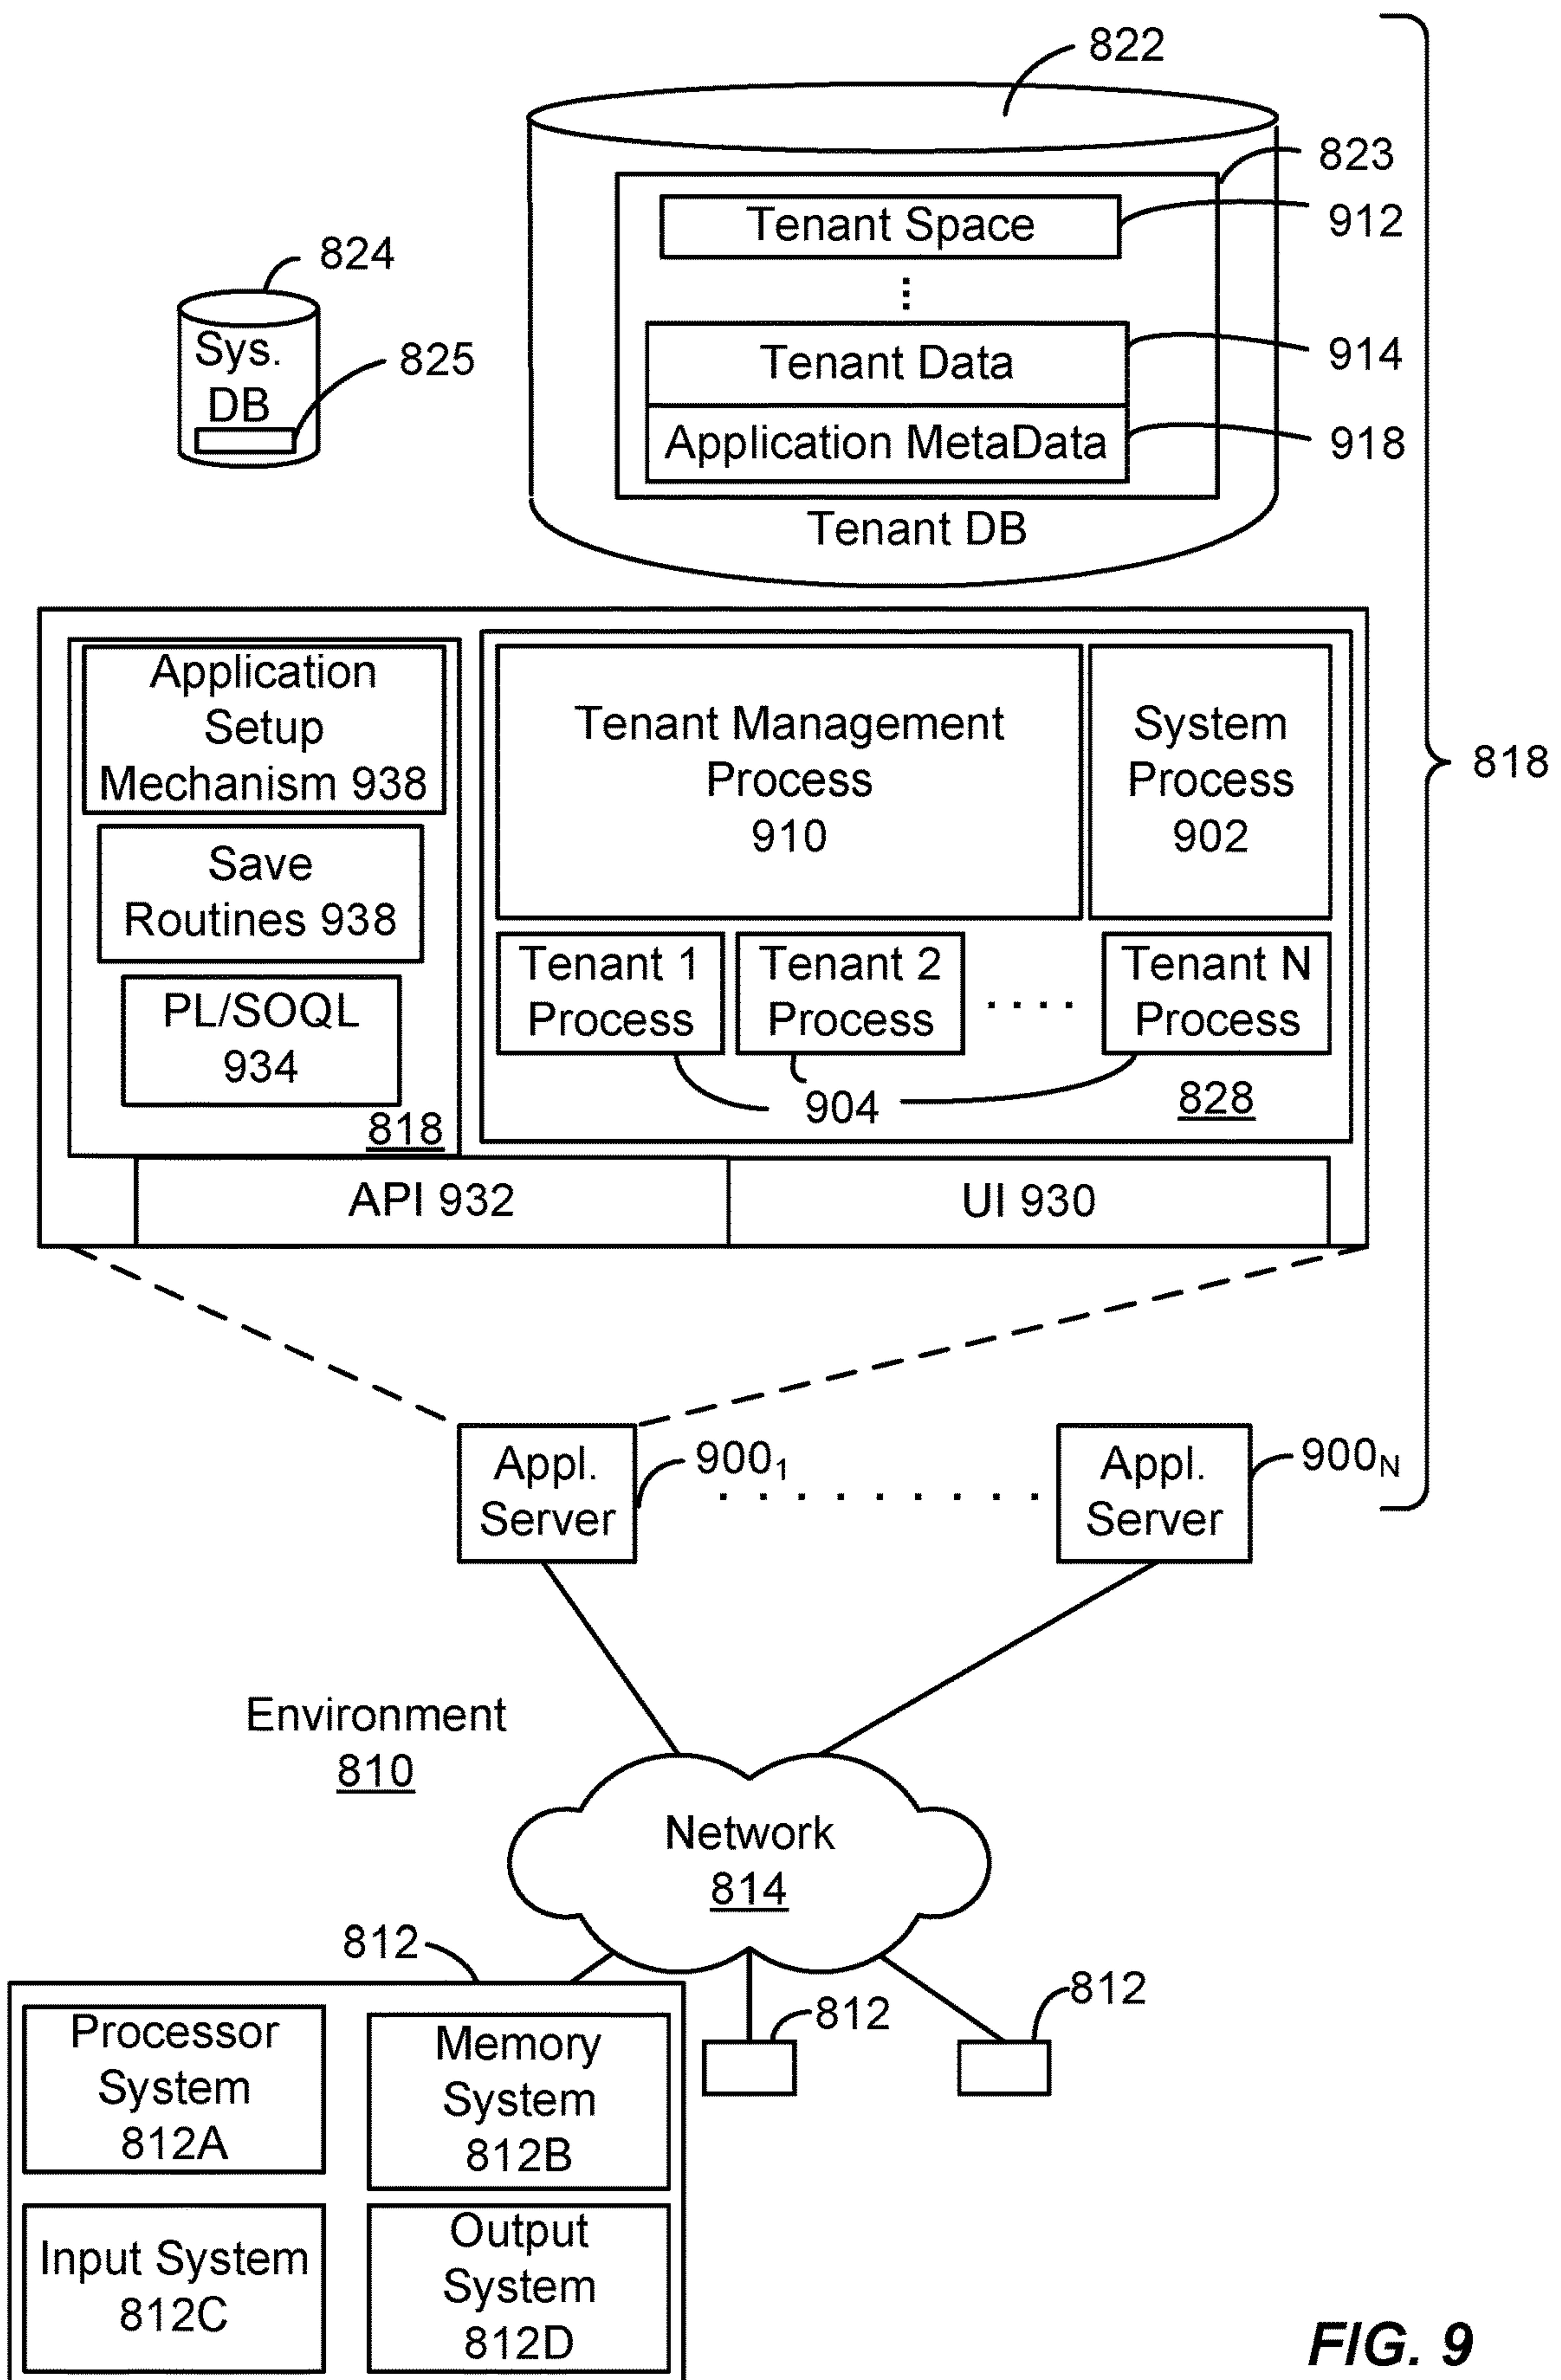 822
823
Tenant Space
912
824
Sys.
DB
825
Tenant Data
914
Application MetaData
918
Tenant DB
Application
Setup
Mechanism 938
Tenant Management
Process
910
System
Process
902
818
Save
Routines 938
Tenant 1
Process
Tenant 2
Process
. . . .
Tenant N
Process
PL/SOQL
934
904
828
818
API 932
UI 930
Appl.
Server
900₁
. . . . . . . . .
Appl.
Server
900N
Environment
810
Network
814
812
812
812
Processor
System
812A
Memory
System
812B
Input System
812C
Output
System
812D
FIG. 9